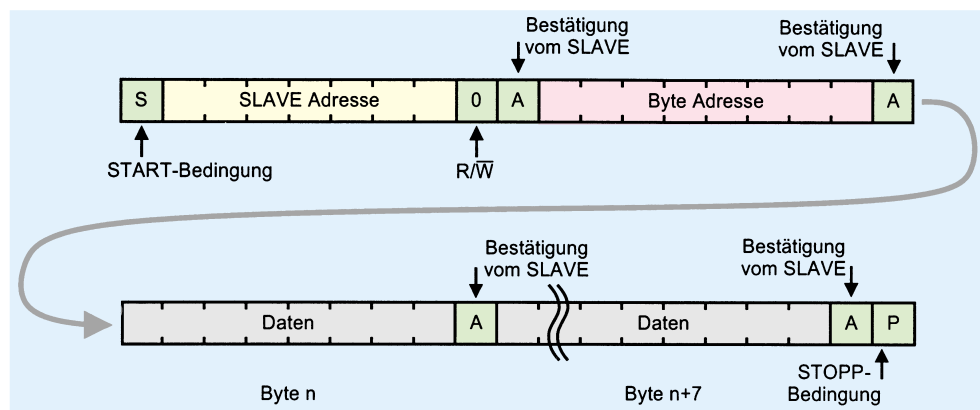 Bestätigung
vom SLAVE
Bestätigung
vom SLAVE
S
SLAVE Adresse
0
A
Byte Adresse
A
START-Bedingung
R/W̅
Bestätigung
vom SLAVE
Bestätigung
vom SLAVE
Daten
A
Daten
A
P
STOPP-
Bedingung
Byte n
Byte n+7